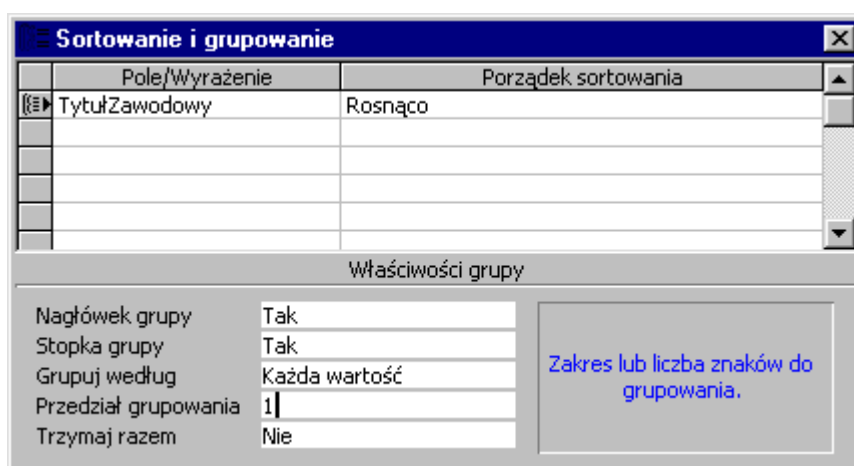 Sortowanie i grupowanie
Pole/Wyrażenie Porządek sortowania
TytułZawodowy Rosnąco
Właściwości grupy
Nagłówek grupy Tak
Stopka grupy Tak
Grupuj według Każda wartość
Przedział grupowania 1
Trzymaj razem Nie
Zakres lub liczba znaków do
grupowania.